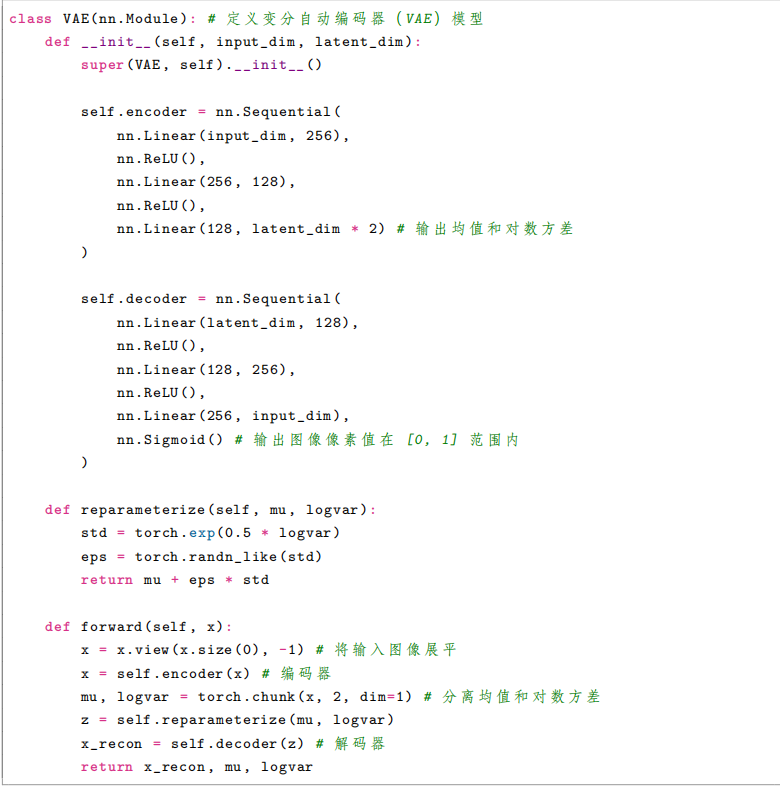 class VAE(nn.Module): # 定义变分自动编码器 (VAE) 模型
    def __init__(self, input_dim, latent_dim):
        super(VAE, self).__init__()

        self.encoder = nn.Sequential(
            nn.Linear(input_dim, 256),
            nn.ReLU(),
            nn.Linear(256, 128),
            nn.ReLU(),
            nn.Linear(128, latent_dim * 2) # 输出均值和对数方差
        )

        self.decoder = nn.Sequential(
            nn.Linear(latent_dim, 128),
            nn.ReLU(),
            nn.Linear(128, 256),
            nn.ReLU(),
            nn.Linear(256, input_dim),
            nn.Sigmoid() # 输出图像像素值在 [0, 1] 范围内
        )

    def reparameterize(self, mu, logvar):
        std = torch.exp(0.5 * logvar)
        eps = torch.randn_like(std)
        return mu + eps * std

    def forward(self, x):
        x = x.view(x.size(0), -1) # 将输入图像展平
        x = self.encoder(x) # 编码器
        mu, logvar = torch.chunk(x, 2, dim=1) # 分离均值和对数方差
        z = self.reparameterize(mu, logvar)
        x_recon = self.decoder(z) # 解码器
        return x_recon, mu, logvar